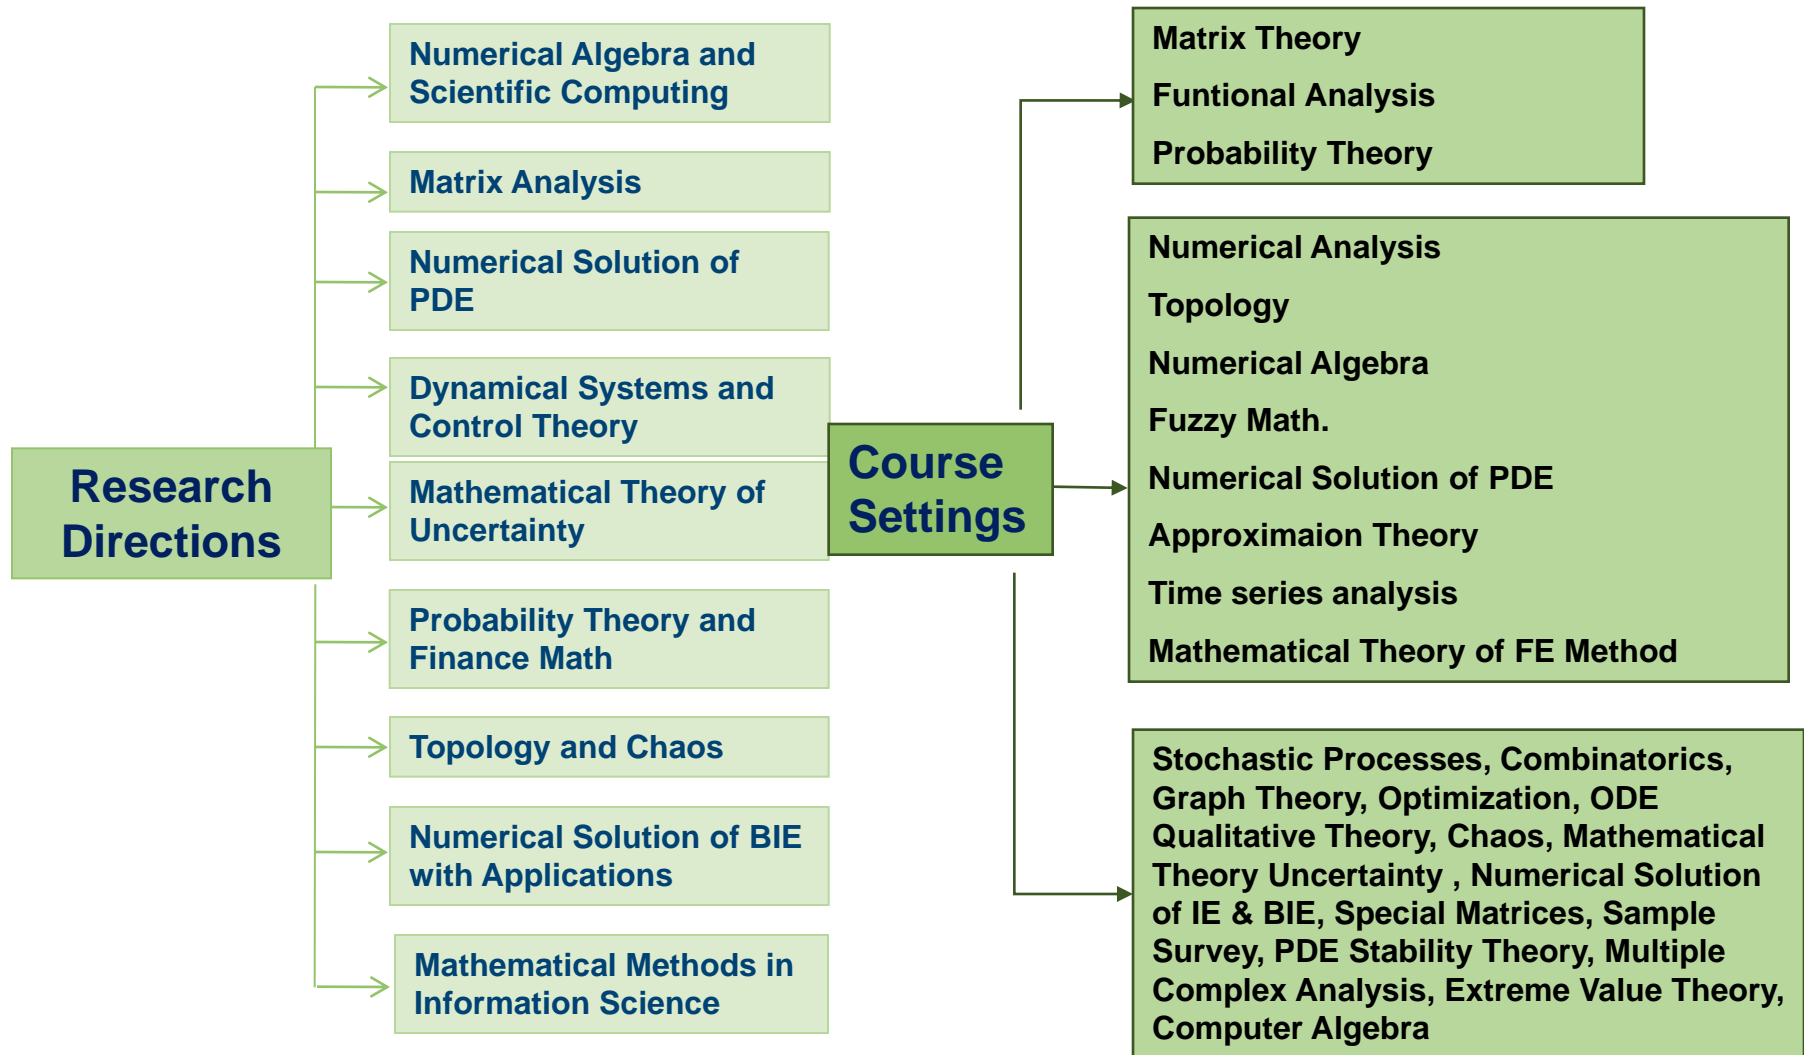 Research
Directions
Numerical Algebra and
Scientific Computing
Matrix Analysis
Numerical Solution of
PDE
Dynamical Systems and
Control Theory
Mathematical Theory of
Uncertainty
Probability Theory and
Finance Math
Topology and Chaos
Numerical Solution of BIE
with Applications
Mathematical Methods in
Information Science
Course
Settings
Matrix Theory
Funtional Analysis
Probability Theory
Numerical Analysis
Topology
Numerical Algebra
Fuzzy Math.
Numerical Solution of PDE
Approximaion Theory
Time series analysis
Mathematical Theory of FE Method
Stochastic Processes, Combinatorics,
Graph Theory, Optimization, ODE
Qualitative Theory, Chaos, Mathematical
Theory Uncertainty , Numerical Solution
of IE & BIE, Special Matrices, Sample
Survey, PDE Stability Theory, Multiple
Complex Analysis, Extreme Value Theory,
Computer Algebra